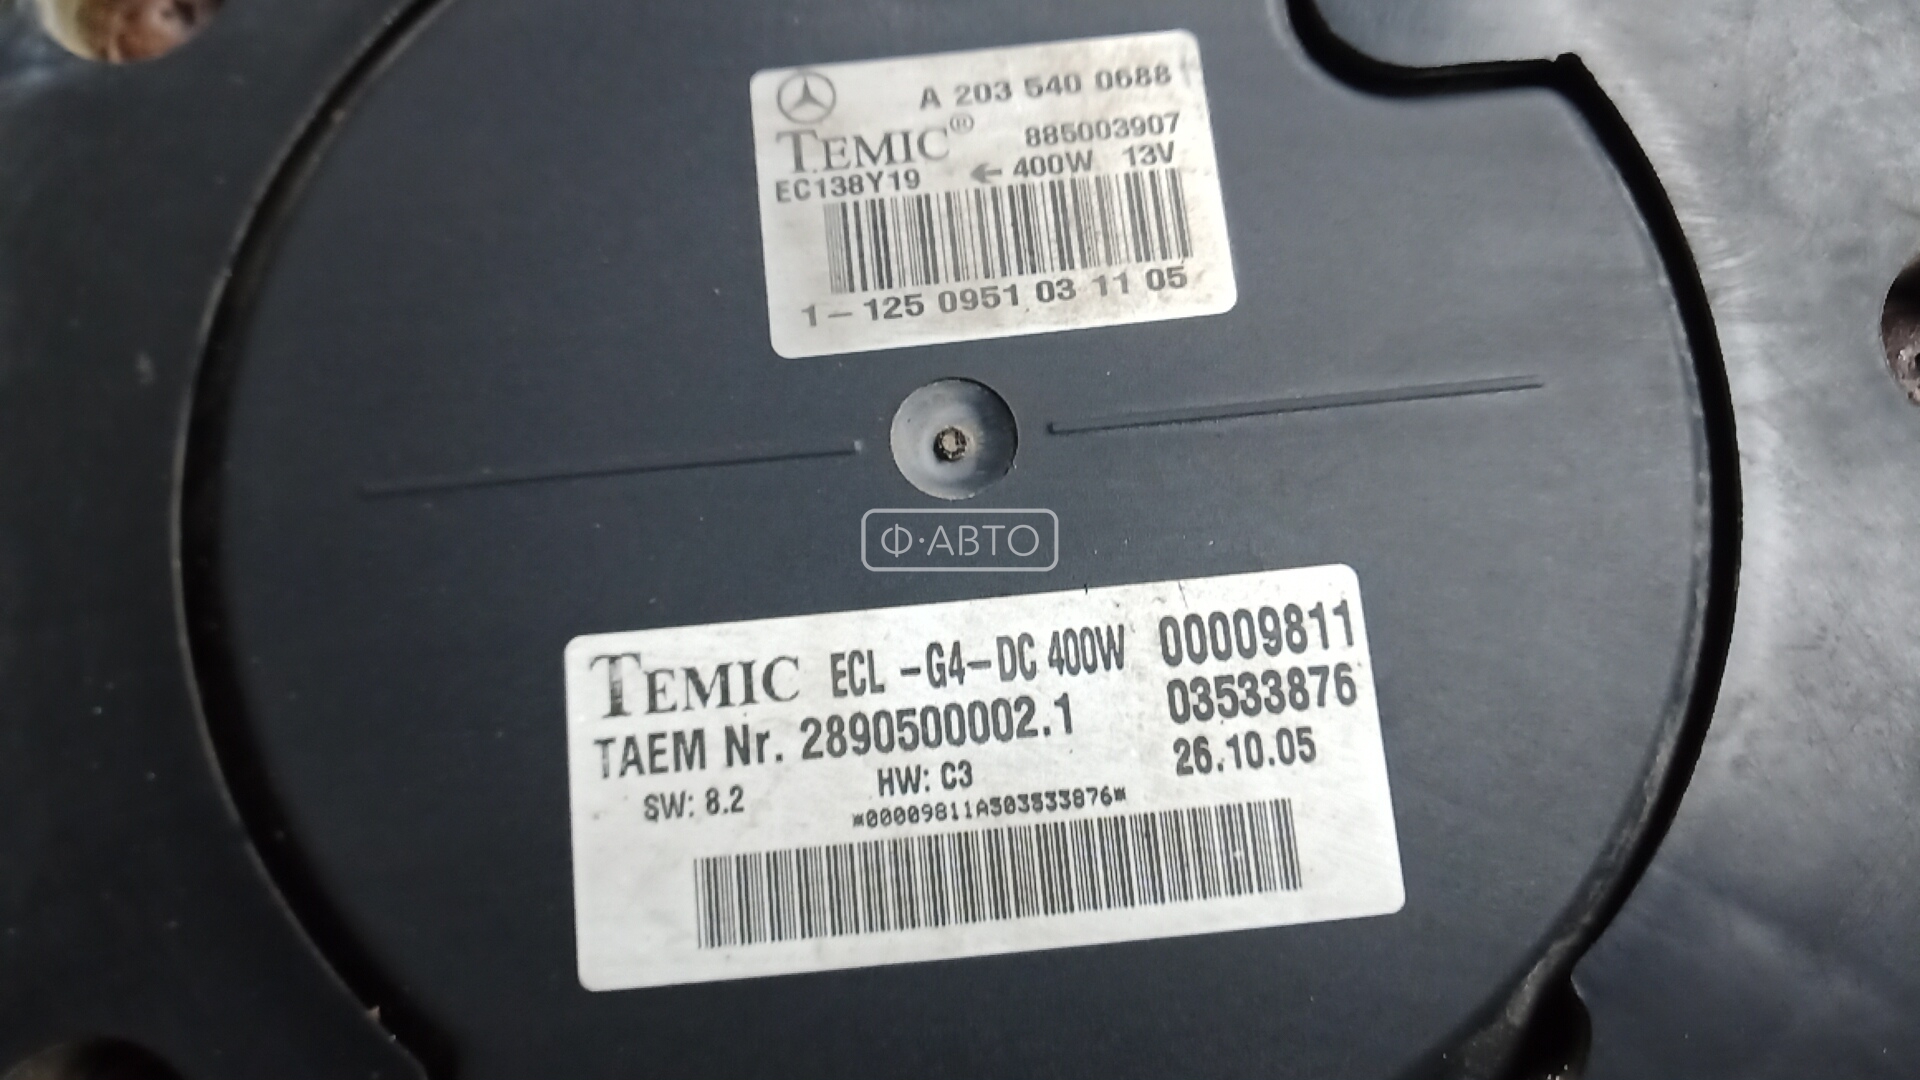 A 203 540 0688
TEMIC® 885003907
EC138Y19 ← 400W 13V
1-125 0951 03 11 05
Ф·АВТО
TEMIC ECL -G4-DC 400W 00009811
TAEM Nr. 2890500002.1 03533876
SW: 8.2 HW: C3 26.10.05
*00009811A303533876*